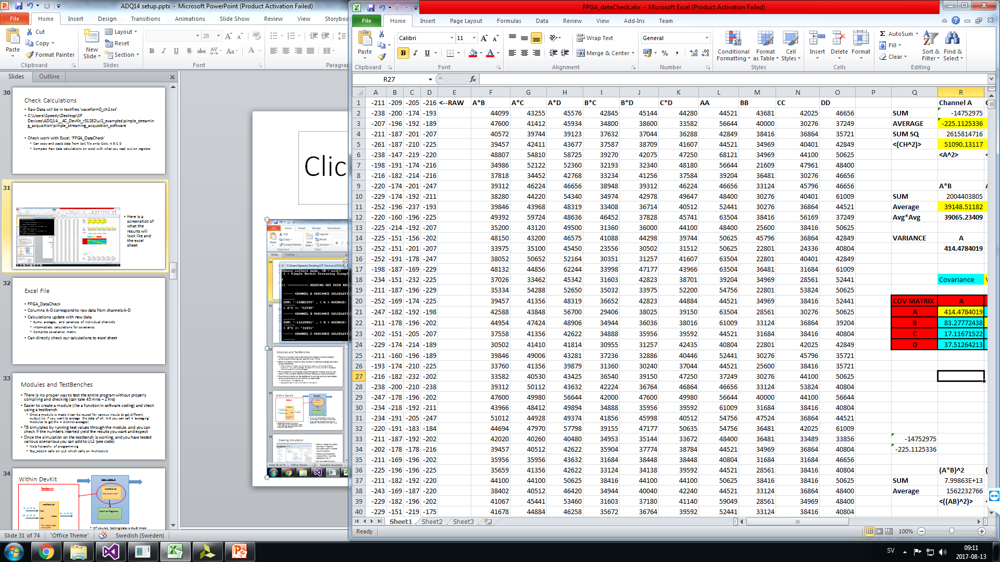 ADQ14 setup.pptx - Microsoft PowerPoint (Product Activation Failed)
File Home Insert Design Transitions Animations Slide Show Review View Storyboa
Paste Cut Copy Format Painter Clipboard
New Slide Layout Reset Section Slides
28 Font Paragrap
Slides Outline
30
Check Calculations
• Raw Data will be in textfiles 'waveform0_ch2.txt'
• C:\Users\Speedy\Desktop\SP
Devices\ADQ14__4C_DevKit_r31282\ul2_examples\simple_streamin
g_acqusition\simple_streaming_acquisition_software
• Check work with Excel: 'FPGA_DataCheck'
• Can copy and paste data from text file onto Cols. A B C D
• Compare Raw data calculations on excel with what you read out on registers
31
• Here is a
screenshot of
what the
results will
look like and
the excel
sheet
32
Excel File
• FPGA_DataCheck
• Columns A-D correspond to raw data from channels A-D
• Calculations update with new data
• Sums, averages, and variances of individual channels
• Intermediate calculations for covariance
• Complete covariance matrix
• Can directly check our calculations to excel sheet
33
Modules and TestBenches
• There is no proper way to test the entire program without properly
compiling and checking (can take 45 mins – 2 hrs)
• Easier to create a module (like a function in software coding) and check
using a testbench
• Once a module is made it can be reused for various inputs to get different
output (ie. if you want to average the data of ch. A-D you can call 4 'averaging'
modules to get the 4 distinct averages)
• TB simulates by running test values through the module, and you can
check if the numbers inserted yield the results you want and expect
• Once the simulation on the testbench is working, and you have tested
various scenarios you can add to UL2 (see code)
• Note heirarchy of programming
• Top_Adq14 calls on UL2 which calls on myModule
34
Within DevKit
TestBench
User Logic 2
myModule
Control Registers
myModule
• Of course, testing data is much more
Slide 31 of 74 "Office Theme" Swedish (Sweden)
Clic
Choose collect mode. (0 = exit)
1 - Simple Devkit Streaming Exampl
Modules and TestBenches
Within DevKit
Creating Simulation
FPGA_dataCheck.xlsx - Microsoft Excel (Product Activation Failed)
File Home Insert Page Layout Formulas Data Review View Add-Ins Team
Paste Clipboard
Calibri 11 Font
Wrap Text Merge & Center Alignment
General Number
Conditional Formatting Format as Table Cell Styles Styles
Insert Delete Format Cells
AutoSum Fill Clear Sort & Filter Find & Select Editing
R27 fx
A B C D E F G H I J K L M N O P Q R
1 -211 -209 -205 -216 <--RAW A*B A*C A*D B*C B*D C*D AA BB CC DD Channel A
2 -238 -200 -174 -193 44099 43255 45576 42845 45144 44280 44521 43681 42025 46656 SUM -14752975
3 -207 -196 -192 -189 47600 41412 45934 34800 38600 33582 56644 40000 30276 37249 AVERAGE -225.1125336
4 -211 -187 -201 -207 40572 39744 39123 37632 37044 36288 42849 38416 36864 35721 SUM SQ 2615814716
5 -261 -187 -210 -225 39457 42411 43677 37587 38709 41607 44521 34969 40401 42849 <(CH^2)> 51090.13117
6 -238 -147 -219 -220 48807 54810 58725 39270 42075 47250 68121 34969 44100 50625 <A^2>
7 -198 -191 -174 -216 34986 52122 52360 32193 32340 48180 56644 21609 47961 48400
8 -216 -182 -214 -216 37818 34452 42768 33234 41256 37584 39204 36481 30276 46656
9 -220 -174 -201 -247 39312 46224 46656 38948 39312 46224 46656 33124 45796 46656 A*B
10 -229 -174 -192 -211 38280 44220 54340 34974 42978 49647 48400 30276 40401 61009 SUM 2004403805
11 -252 -196 -237 -193 39846 43968 48319 33408 36714 40512 52441 30276 36864 44521 Average 39148.51182
12 -220 -160 -196 -225 49392 59724 48636 46452 37828 45741 63504 38416 56169 37249 Avg*Avg 39065.23409
13 -225 -214 -192 -207 35200 43120 49500 31360 36000 44100 48400 25600 38416 50625
14 -225 -151 -156 -202 48150 43200 46575 41088 44298 39744 50625 45796 36864 42849 VARIANCE A
15 -252 -151 -201 -207 33975 35100 45450 23556 30502 31512 50625 22801 24336 40804 414.4784019
16 -252 -191 -178 -247 38052 50652 52164 30351 31257 41607 63504 22801 40401 42849
17 -198 -187 -169 -229 48132 44856 62244 33998 47177 43966 63504 36481 31684 61009
18 -234 -151 -232 -225 37026 33462 45342 31603 42823 38701 39204 34969 28561 52441 Covariance
19 -211 -187 -196 -229 35334 54288 52650 35032 33975 52200 54756 22801 53824 50625
20 -252 -169 -174 -225 39457 41356 48319 36652 42823 44884 44521 34969 38416 52441 COV MATRIX A
21 -247 -182 -192 -198 42588 43848 56700 29406 38025 39150 63504 28561 30276 50625 A 414.4784019
22 -211 -178 -196 -202 44954 47424 48906 34944 36036 38016 61009 33124 36864 39204 B 83.27772438
23 -202 -151 -205 -207 37558 41356 42622 34888 35956 39592 44521 31684 38416 40804 C 17.11671522
24 -229 -174 -214 -189 30502 41410 41814 30955 31257 42435 40804 22801 42025 42849 D 37.51264213
25 -211 -160 -196 -189 39846 49006 43281 37236 32886 40446 52441 30276 45796 35721
26 -193 -174 -210 -225 33760 41356 39879 31360 30240 37044 44521 25600 38416 35721
27 -216 -182 -232 -202 33582 40530 43425 36540 39150 47250 37249 30276 44100 50625
28 -238 -200 -210 -238 39312 50112 43632 42224 36764 46864 46656 33124 53824 40804
29 -247 -178 -196 -202 47600 49980 56644 42000 47600 49980 56644 40000 44100 56644
30 -234 -218 -192 -211 43966 48412 49894 34888 35956 39592 61009 31684 38416 40804
31 -234 -191 -205 -247 51012 44928 49374 41856 45998 40512 54756 47524 36864 44521
32 -220 -191 -183 -184 44694 47970 57798 39155 47177 50635 54756 36481 42025 61009
33 -211 -187 -192 -202 42020 40260 40480 34953 35144 33672 48400 36481 33489 33856 -14752975
34 -202 -178 -178 -216 39457 40512 42622 35904 37774 38784 44521 34969 36864 40804 -225.1125336
35 -211 -169 -196 -202 35956 35956 43632 31684 38448 38448 40804 31684 31684 46656
36 -225 -196 -196 -225 35659 41356 42622 33124 34138 39592 44521 28561 38416 40804 (A*B)^2
37 -211 -182 -192 -220 44100 44100 50625 38416 44100 44100 50625 38416 38416 50625 SUM 7.99863E+13
38 -243 -169 -187 -220 38402 40512 46420 34944 40040 42240 44521 33124 36864 48400 Average 1562232766
39 -229 -182 -196 -202 41067 45441 53460 31603 37180 41140 59049 28561 34969 48400 <((AB)^2)>
40 -229 -151 -219 -175 41678 44884 46258 35672 36764 39592 52441 33124 38416 40804
Sheet1 Sheet2 Sheet3
Ready 100%
SV 09:11
2017-08-13